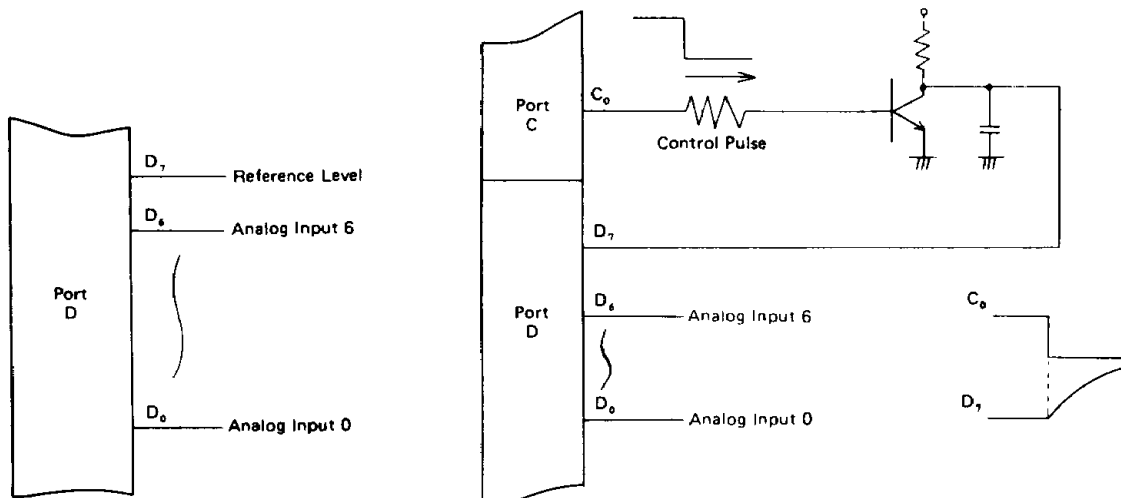 D₇
Reference Level
D₆
Analog Input 6
Port
D
D₀
Analog Input 0
Port
C
C₀
Control Pulse
D₇
Port
D
D₆
Analog Input 6
D₀
Analog Input 0
C₀
D₇